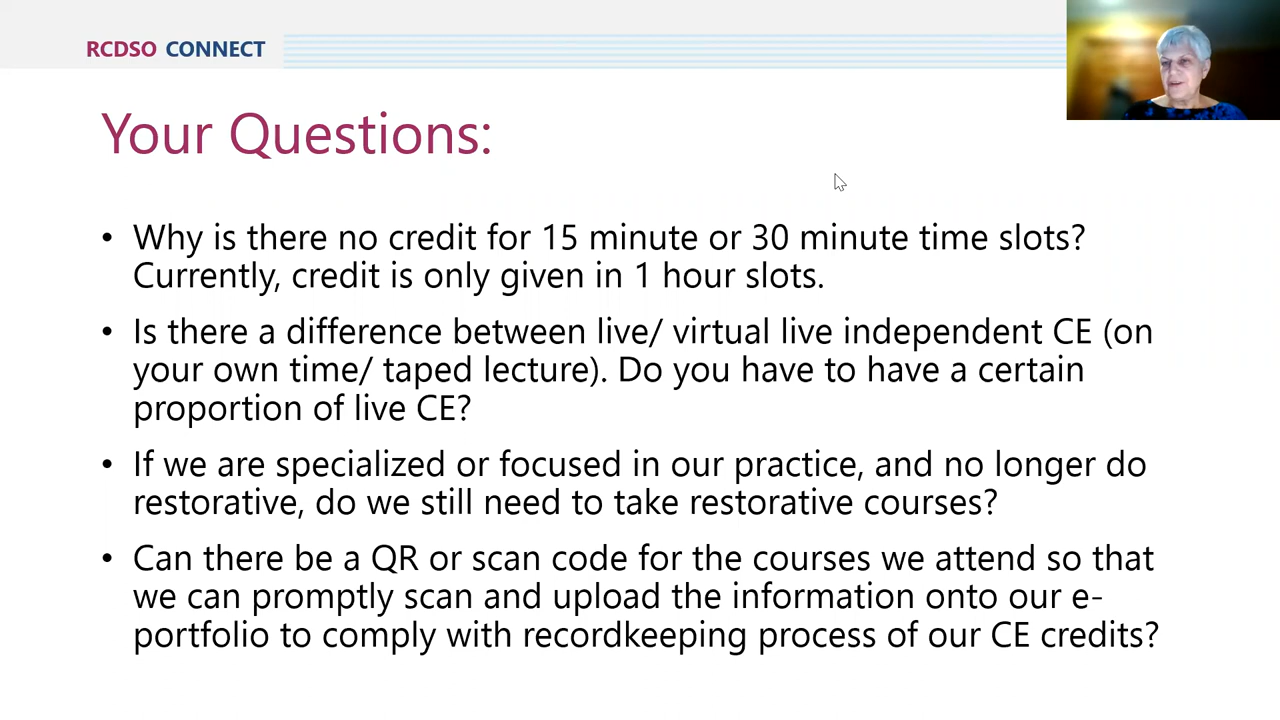 RCDSO CONNECT
Your Questions:
• Why is there no credit for 15 minute or 30 minute time slots?
Currently, credit is only given in 1 hour slots.
• Is there a difference between live/ virtual live independent CE (on
your own time/ taped lecture). Do you have to have a certain
proportion of live CE?
• If we are specialized or focused in our practice, and no longer do
restorative, do we still need to take restorative courses?
• Can there be a QR or scan code for the courses we attend so that
we can promptly scan and upload the information onto our e-
portfolio to comply with recordkeeping process of our CE credits?